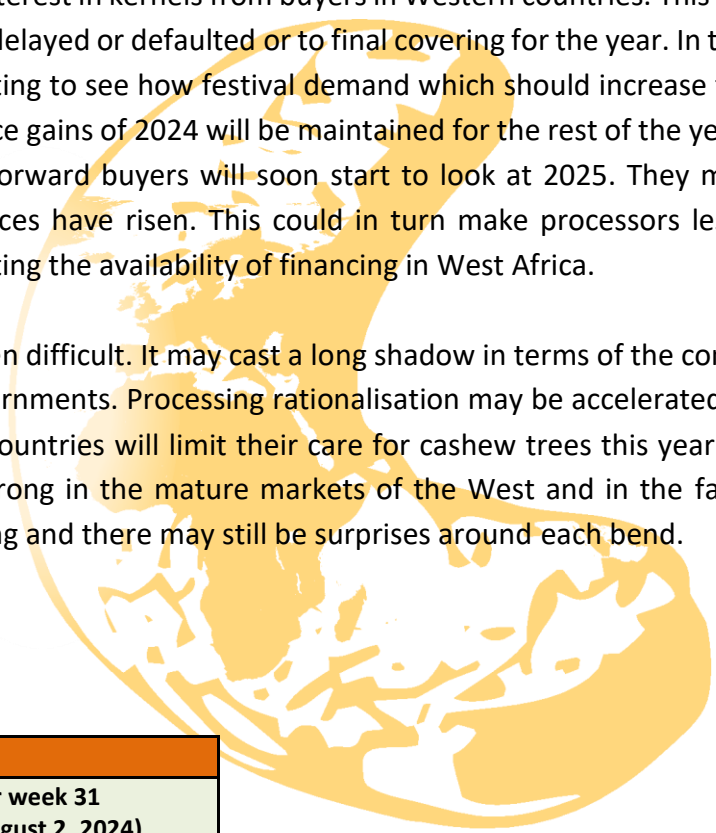 terest in kernels from buyers in Western countries. This
delayed or defaulted or to final covering for the year. In t
ting to see how festival demand which should increase
ce gains of 2024 will be maintained for the rest of the ye
orward buyers will soon start to look at 2025. They m
ces have risen. This could in turn make processors les
ting the availability of financing in West Africa.
en difficult. It may cast a long shadow in terms of the con
ernments. Processing rationalisation may be accelerated
countries will limit their care for cashew trees this year
rong in the mature markets of the West and in the fa
ng and there may still be surprises around each bend.
r week 31
gust 2, 2024)